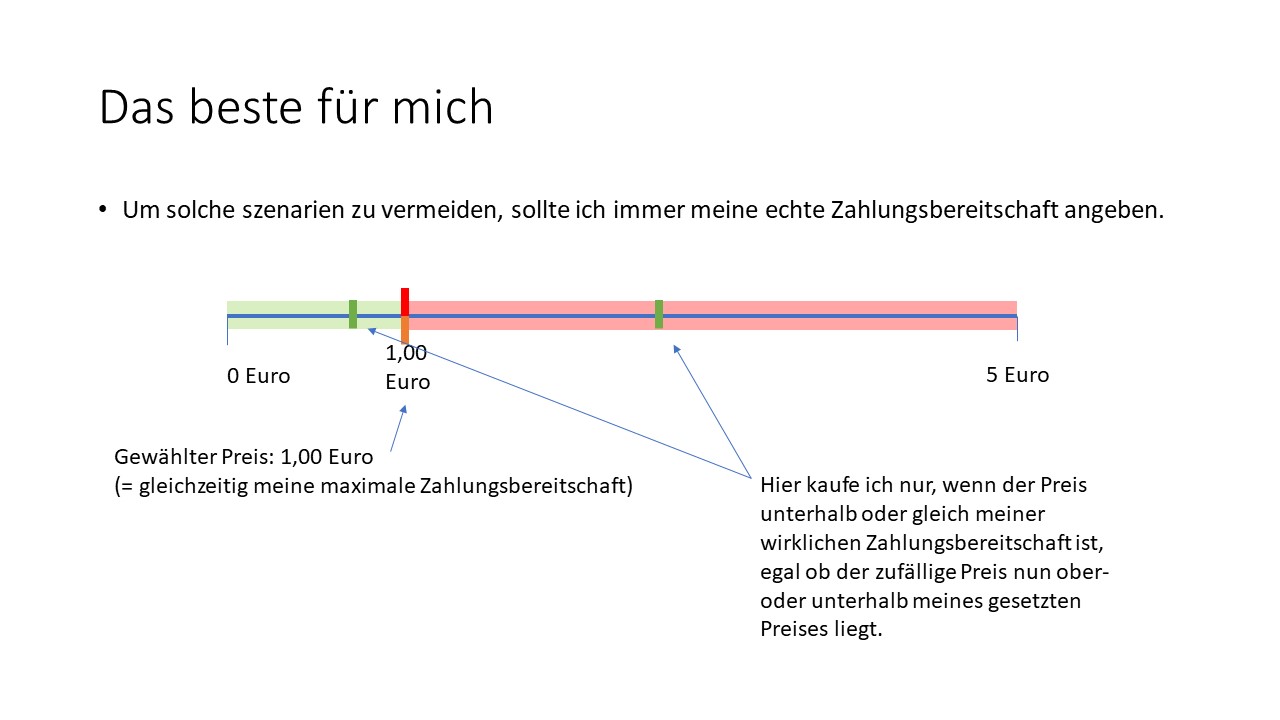 Das beste für mich
• Um solche szenarien zu vermeiden, sollte ich immer meine echte Zahlungsbereitschaft angeben.
1,00
Euro
0 Euro
5 Euro
Gewählter Preis: 1,00 Euro
(= gleichzeitig meine maximale Zahlungsbereitschaft)
Hier kaufe ich nur, wenn der Preis
unterhalb oder gleich meiner
wirklichen Zahlungsbereitschaft ist,
egal ob der zufällige Preis nun ober-
oder unterhalb meines gesetzten
Preises liegt.